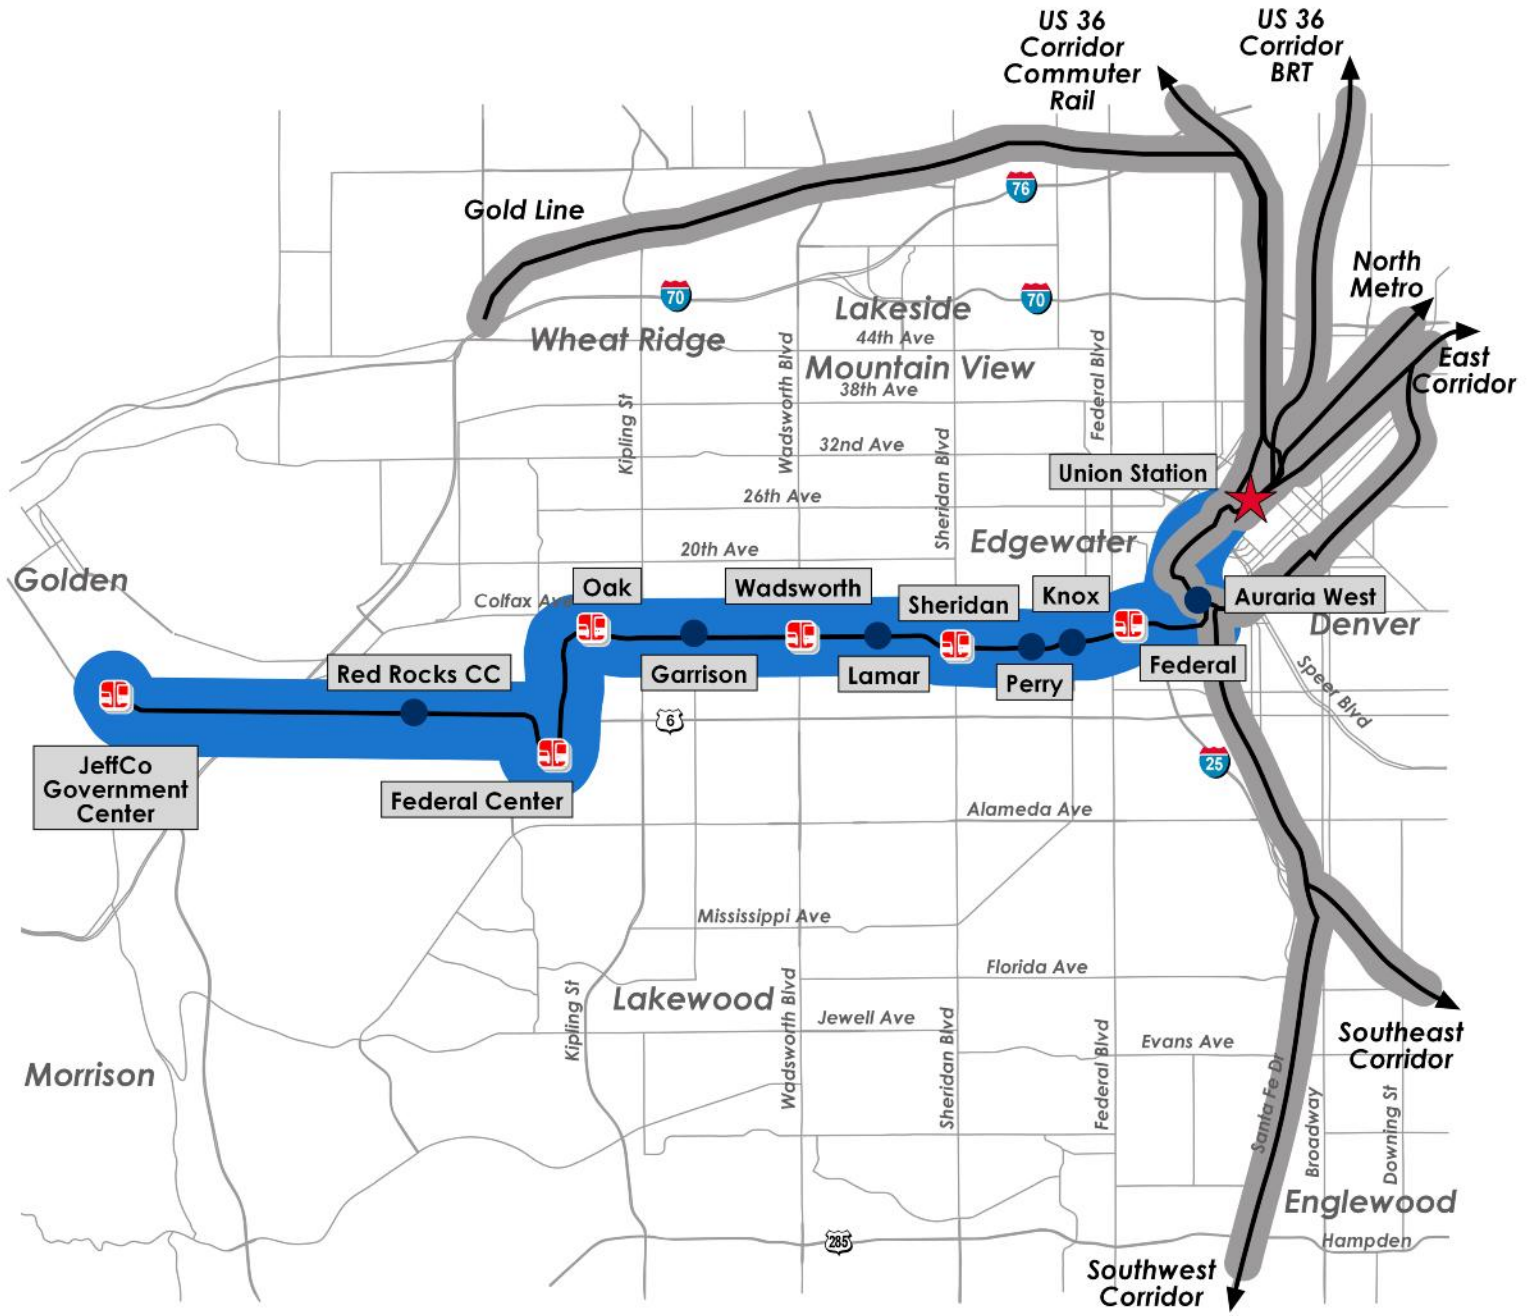 US 36
Corridor
Commuter
Rail
US 36
Corridor
BRT
76
Gold Line
North
Metro
70
70
Lakeside
Wheat Ridge
44th Ave
Mountain View
38th Ave
East
Corridor
Kipling St
Wadsworth Blvd
Federal Blvd
32nd Ave
Sheridan Blvd
Union Station
26th Ave
Edgewater
20th Ave
Golden
Colfax Ave
Oak
Wadsworth
Sheridan
Knox
Auraria West
Denver
Red Rocks CC
Garrison
Lamar
Perry
Federal
Speer Blvd
6
25
JeffCo
Government
Center
Federal Center
Alameda Ave
Mississippi Ave
Florida Ave
Lakewood
Kipling St
Wadsworth Blvd
Jewell Ave
Sheridan Blvd
Federal Blvd
Evans Ave
Southeast
Corridor
Morrison
Santa Fe Dr
Broadway
Downing St
Englewood
285
Hampden
Southwest
Corridor